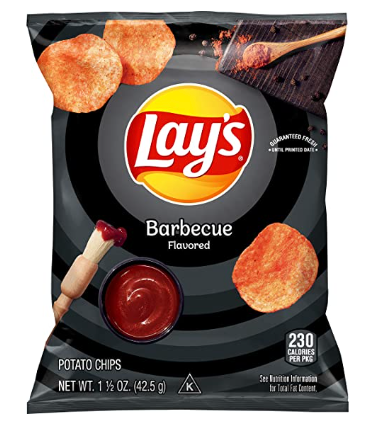 Lay's
GUARANTEED FRESH
UNTIL PRINTED DATE
Barbecue
Flavored
230
CALORIES
PER PKG
POTATO CHIPS
NET WT. 1 ½ OZ. (42.5 g)
K
See Nutrition Information
for Total Fat Content.